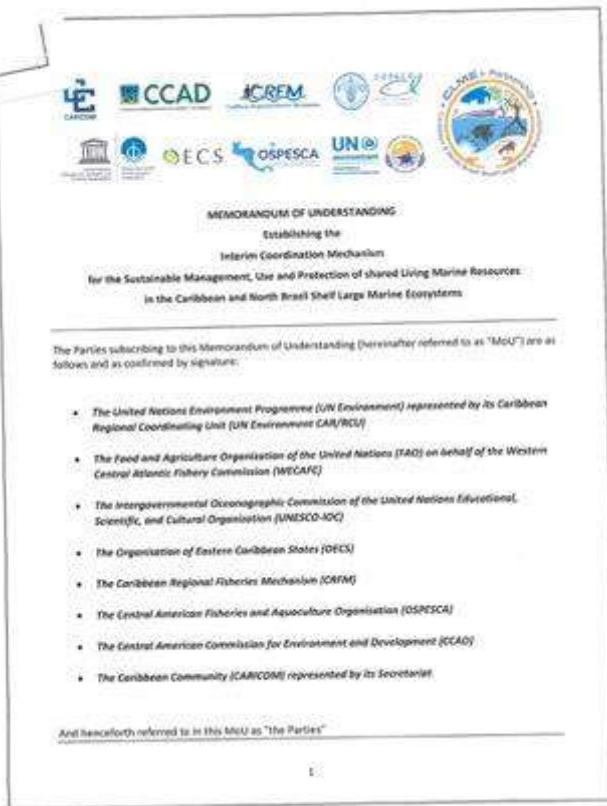 CARICOM
CCAD
CRFM
OECS
OSPESCA
UN
CLME+
MEMORANDUM OF UNDERSTANDING
Establishing the
Interim Coordination Mechanism
for the Sustainable Management, Use and Protection of shared Living Marine Resources
in the Caribbean and North Brazil Shelf Large Marine Ecosystems
The Parties subscribing to this Memorandum of Understanding (hereinafter referred to as "MoU") are as
follows and as confirmed by signature:
• The United Nations Environment Programme (UN Environment) represented by its Caribbean
Regional Coordinating Unit (UN Environment CAR/RCU)
• The Food and Agriculture Organisation of the United Nations (FAO) on behalf of the Western
Central Atlantic Fishery Commission (WECAFC)
• The Intergovernmental Oceanographic Commission of the United Nations Educational,
Scientific, and Cultural Organisation (UNESCO-IOC)
• The Organisation of Eastern Caribbean States (OECS)
• The Caribbean Regional Fisheries Mechanism (CRFM)
• The Central American Fisheries and Aquaculture Organisation (OSPESCA)
• The Central American Commission for Environment and Development (CCAD)
• The Caribbean Community (CARICOM) represented by its Secretariat
And henceforth referred to in this MoU as "the Parties"
1